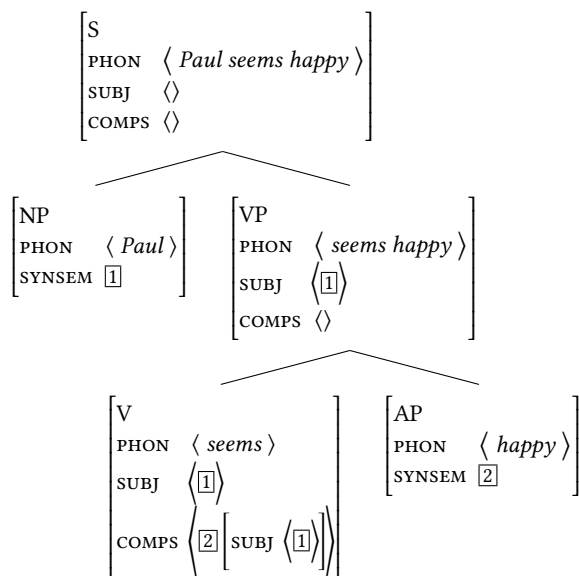 S
PHON ⟨ Paul seems happy ⟩
SUBJ ⟨⟩
COMPS ⟨⟩
NP
PHON ⟨ Paul ⟩
SYNSEM 1
VP
PHON ⟨ seems happy ⟩
SUBJ ⟨1⟩
COMPS ⟨⟩
V
PHON ⟨ seems ⟩
SUBJ ⟨1⟩
COMPS ⟨2 [SUBJ ⟨1⟩]⟩
AP
PHON ⟨ happy ⟩
SYNSEM 2